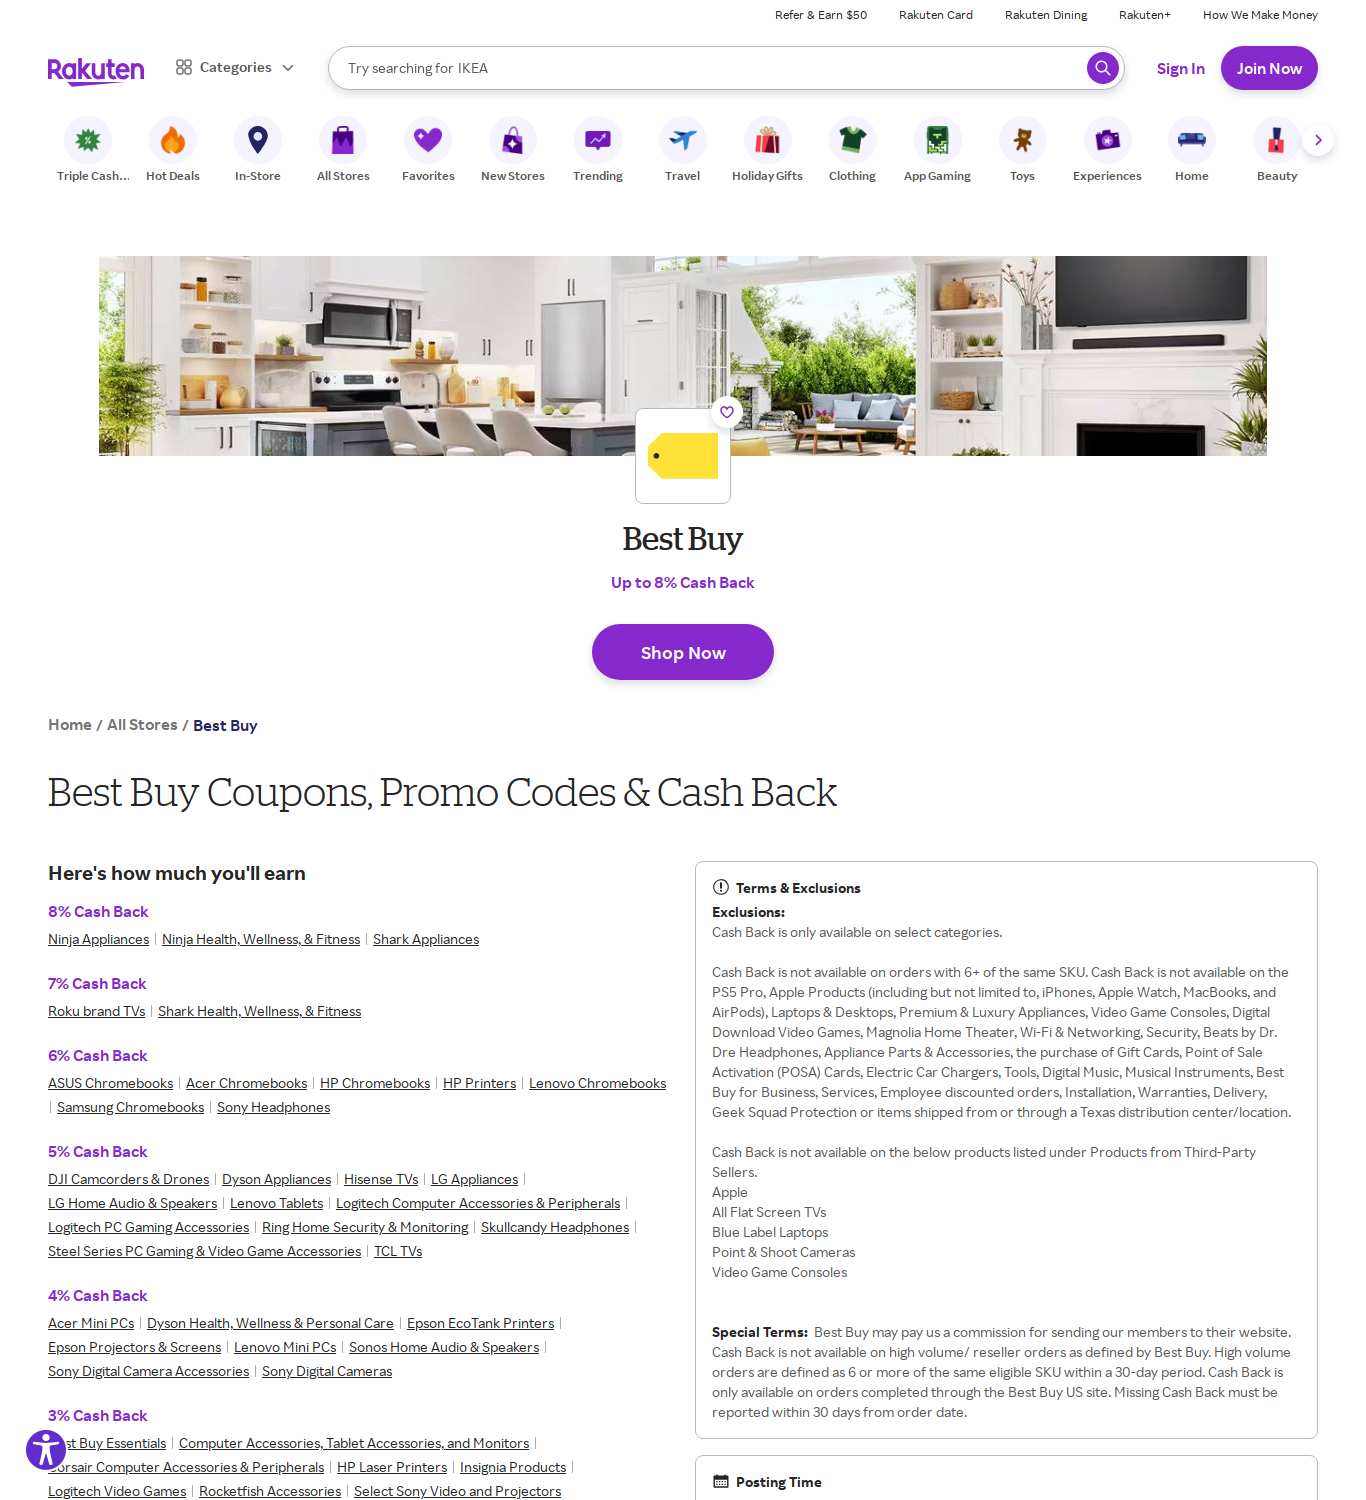 Refer & Earn $50
Rakuten Card
Rakuten Dining
Rakuten+
How We Make Money
Rakuten
Categories
Try searching for IKEA
Sign In
Join Now
Triple Cash...
Hot Deals
In-Store
All Stores
Favorites
New Stores
Trending
Travel
Holiday Gifts
Clothing
App Gaming
Toys
Experiences
Home
Beauty
Best Buy
Up to 8% Cash Back
Shop Now
Home / All Stores / Best Buy
Best Buy Coupons, Promo Codes & Cash Back
Here's how much you'll earn
8% Cash Back
Ninja Appliances | Ninja Health, Wellness, & Fitness | Shark Appliances
7% Cash Back
Roku brand TVs | Shark Health, Wellness, & Fitness
6% Cash Back
ASUS Chromebooks | Acer Chromebooks | HP Chromebooks | HP Printers | Lenovo Chromebooks
| Samsung Chromebooks | Sony Headphones
5% Cash Back
DJI Camcorders & Drones | Dyson Appliances | Hisense TVs | LG Appliances |
LG Home Audio & Speakers | Lenovo Tablets | Logitech Computer Accessories & Peripherals |
Logitech PC Gaming Accessories | Ring Home Security & Monitoring | Skullcandy Headphones |
Steel Series PC Gaming & Video Game Accessories | TCL TVs
4% Cash Back
Acer Mini PCs | Dyson Health, Wellness & Personal Care | Epson EcoTank Printers |
Epson Projectors & Screens | Lenovo Mini PCs | Sonos Home Audio & Speakers |
Sony Digital Camera Accessories | Sony Digital Cameras
3% Cash Back
Buy Essentials | Computer Accessories, Tablet Accessories, and Monitors |
Computer Accessories & Peripherals | HP Laser Printers | Insignia Products |
Logitech Video Games | Rocketfish Accessories | Select Sony Video and Projectors
Terms & Exclusions
Exclusions:
Cash Back is only available on select categories.
Cash Back is not available on orders with 6+ of the same SKU. Cash Back is not available on the
PS5 Pro, Apple Products (including but not limited to, iPhones, Apple Watch, MacBooks, and
AirPods), Laptops & Desktops, Premium & Luxury Appliances, Video Game Consoles, Digital
Download Video Games, Magnolia Home Theater, Wi-Fi & Networking, Security, Beats by Dr.
Dre Headphones, Appliance Parts & Accessories, the purchase of Gift Cards, Point of Sale
Activation (POSA) Cards, Electric Car Chargers, Tools, Digital Music, Musical Instruments, Best
Buy for Business, Services, Employee discounted orders, Installation, Warranties, Delivery,
Geek Squad Protection or items shipped from or through a Texas distribution center/location.
Cash Back is not available on the below products listed under Products from Third-Party
Sellers.
Apple
All Flat Screen TVs
Blue Label Laptops
Point & Shoot Cameras
Video Game Consoles
Special Terms: Best Buy may pay us a commission for sending our members to their website.
Cash Back is not available on high volume/ reseller orders as defined by Best Buy. High volume
orders are defined as 6 or more of the same eligible SKU within a 30-day period. Cash Back is
only available on orders completed through the Best Buy US site. Missing Cash Back must be
reported within 30 days from order date.
Posting Time